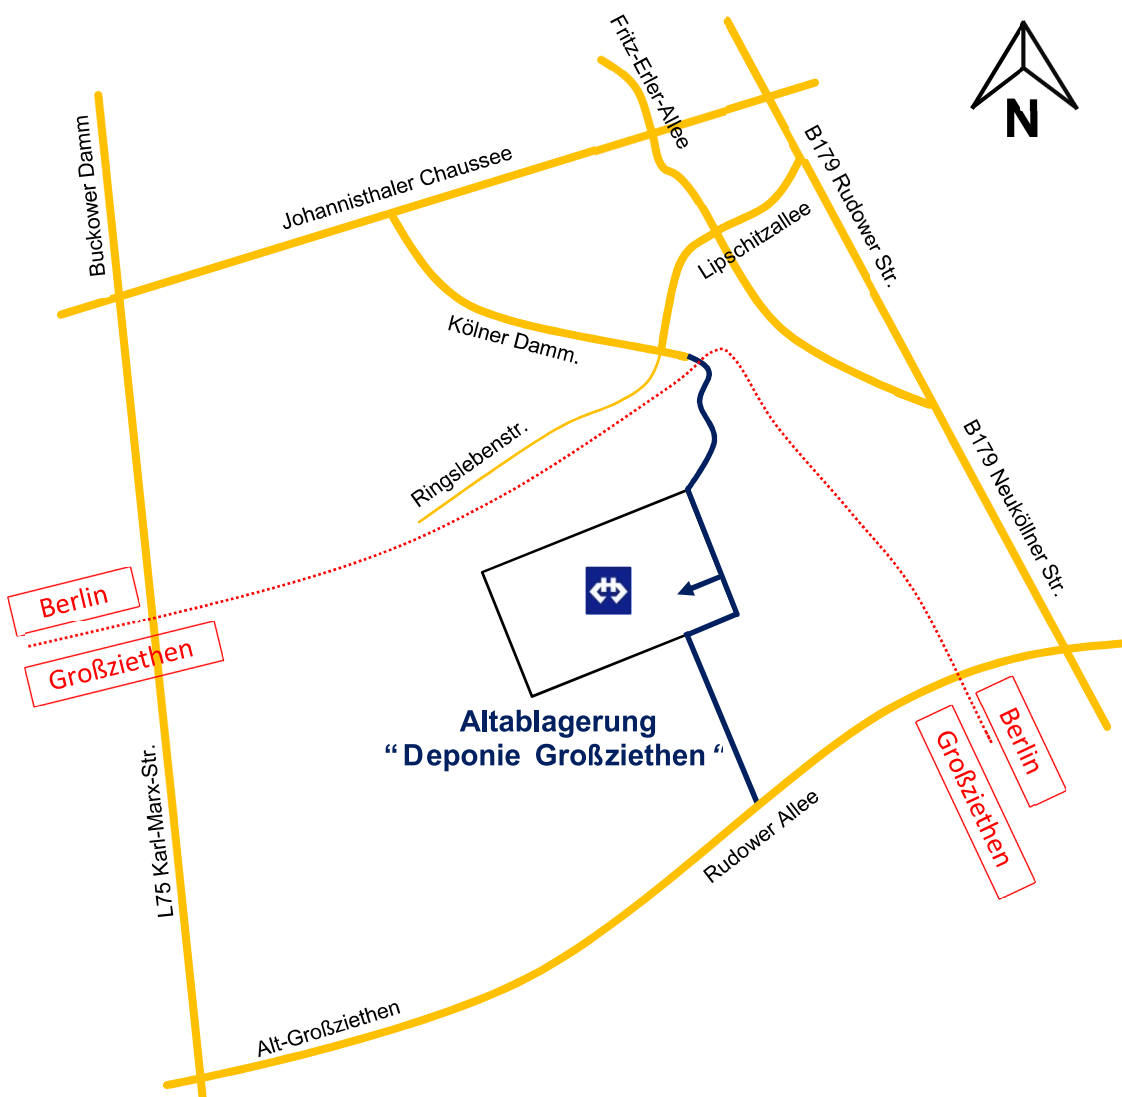 Fritz-Erler-Allee
N
Buckower Damm
Johannisthaler Chaussee
B179 Rudower Str.
Lipschitzallee
Kölner Damm.
Ringslebenstr.
B179 Neuköllner Str.
Berlin
Großziethen
Altablagerung
“ Deponie Großziethen “
Berlin
Großziethen
L75 Karl-Marx-Str.
Rudower Allee
Alt-Großziethen